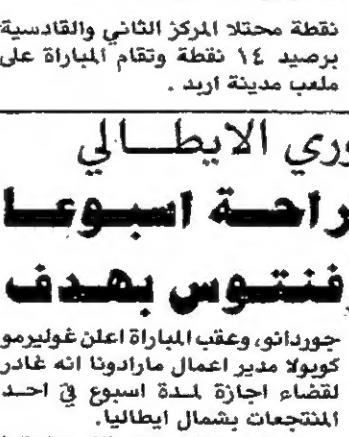 نقطة محتلا المركز الثاني والقادسية
برصيد ١٤ نقطة وتقام المباراة على
ملعب مدينة اربد .
وري الايطالي
راحة اسبوعا
فنتوس بهدف
جوردانو، وعقب المباراة اعلن غوليرمو
كوبولا مدير اعمال مارادونا انه غادر
لقضاء اجازة لمدة اسبوع في احد
المنتجعات بشمال ايطاليا.